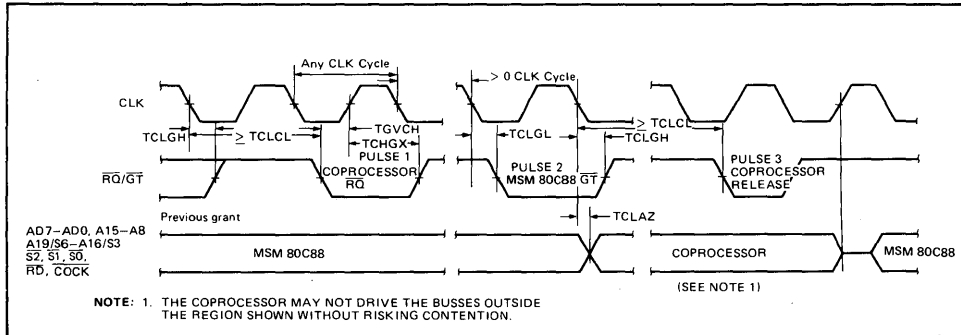 Any CLK Cycle
> 0 CLK Cycle
CLK
TCLGH
≥ TCLCL
TGVCH
TCHGX
TCLGL
≥ TCLCL
TCLGH
PULSE 1
COPROCESSOR
RQ
PULSE 2
MSM 80C88 GT
PULSE 3
COPROCESSOR
RELEASE
RQ/GT
Previous grant
TCLAZ
AD7-AD0, A15-A8
A19/S6-A16/S3
S2, S1, S0,
RD, COCK
MSM 80C88
COPROCESSOR
MSM 80C88
(SEE NOTE 1)
NOTE: 1. THE COPROCESSOR MAY NOT DRIVE THE BUSSES OUTSIDE
THE REGION SHOWN WITHOUT RISKING CONTENTION.